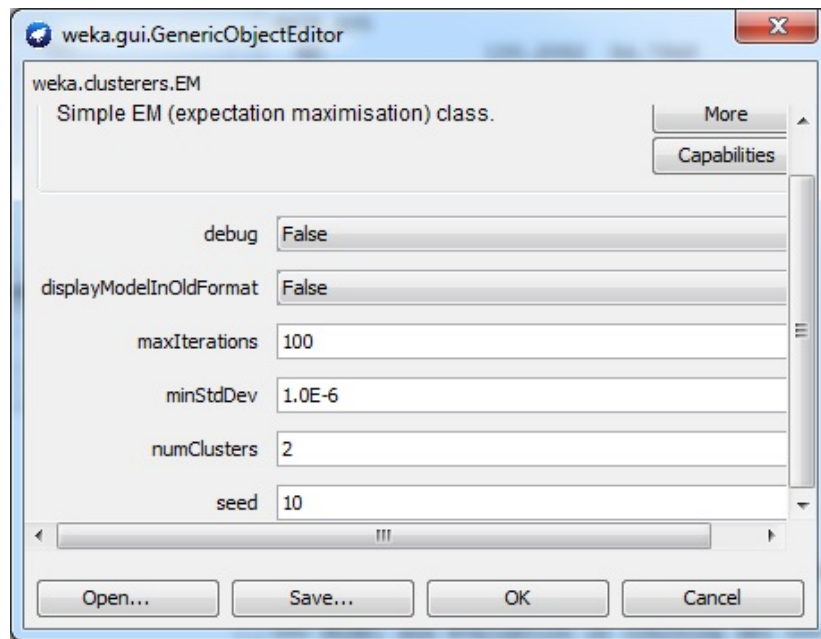 weka.gui.GenericObjectEditor
weka.clusterers.EM
Simple EM (expectation maximisation) class.
More
Capabilities
debug False
displayModelInOldFormat False
maxIterations 100
minStdDev 1.0E-6
numClusters 2
seed 10
Open... Save... OK Cancel